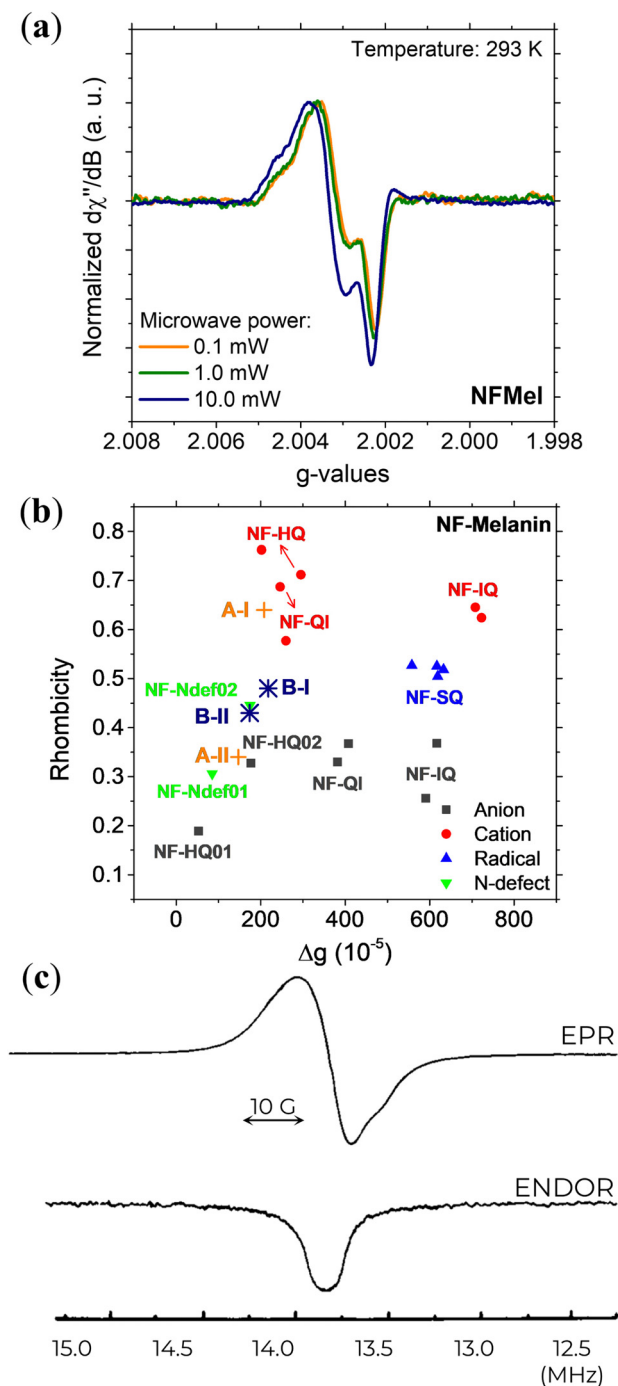 (a)
Temperature: 293 K
Normalized dχ"/dB (a. u.)
Microwave power:
0.1 mW
1.0 mW
10.0 mW
NFMel
2.008 2.006 2.004 2.002 2.000 1.998
g-values
(b)
NF-Melanin
Rhombicity
0.8
0.7
0.6
0.5
0.4
0.3
0.2
0.1
NF-HQ
NF-IQ
A-I
NF-QI
NF-Ndef02
B-I
NF-SQ
B-II
NF-HQ02
A-II
NF-QI
NF-IQ
NF-Ndef01
NF-HQ01
Anion
Cation
Radical
N-defect
0 200 400 600 800
Δg (10⁻⁵)
(c)
EPR
10 G
ENDOR
15.0 14.0 13.5 13.0 12.5
(MHz)